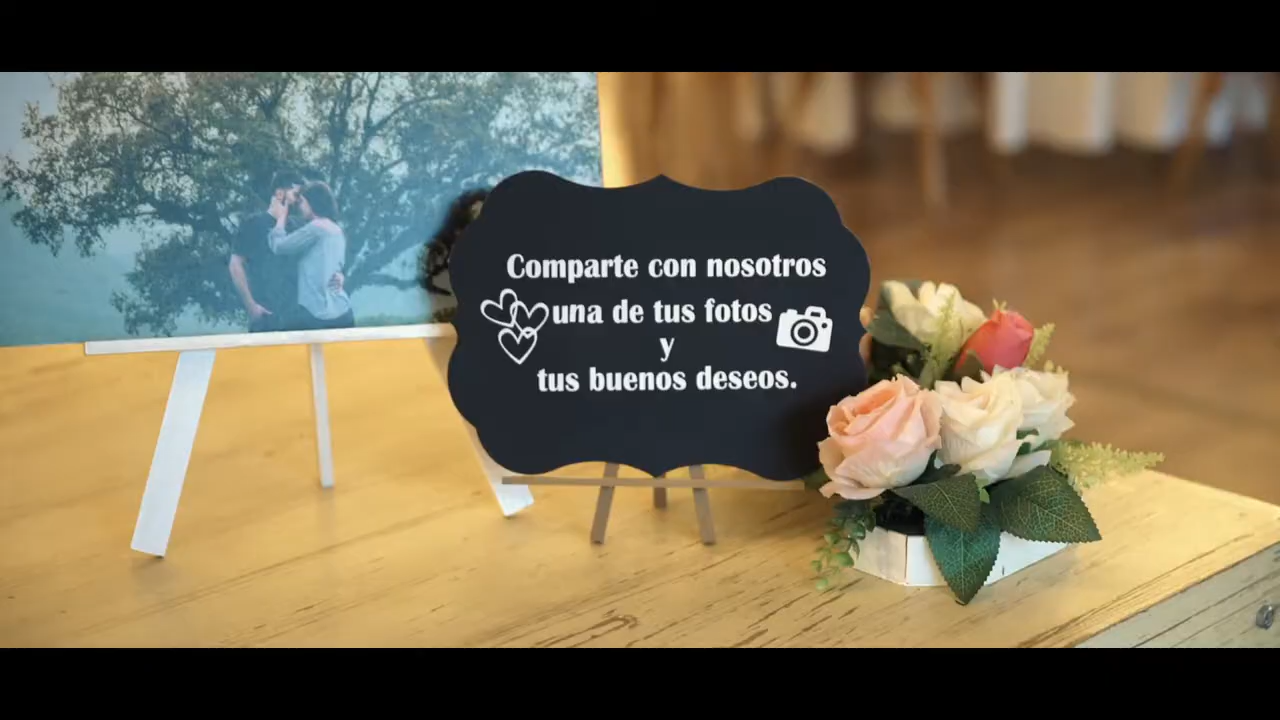 Comparte con nosotros
una de tus fotos
y
tus buenos deseos.